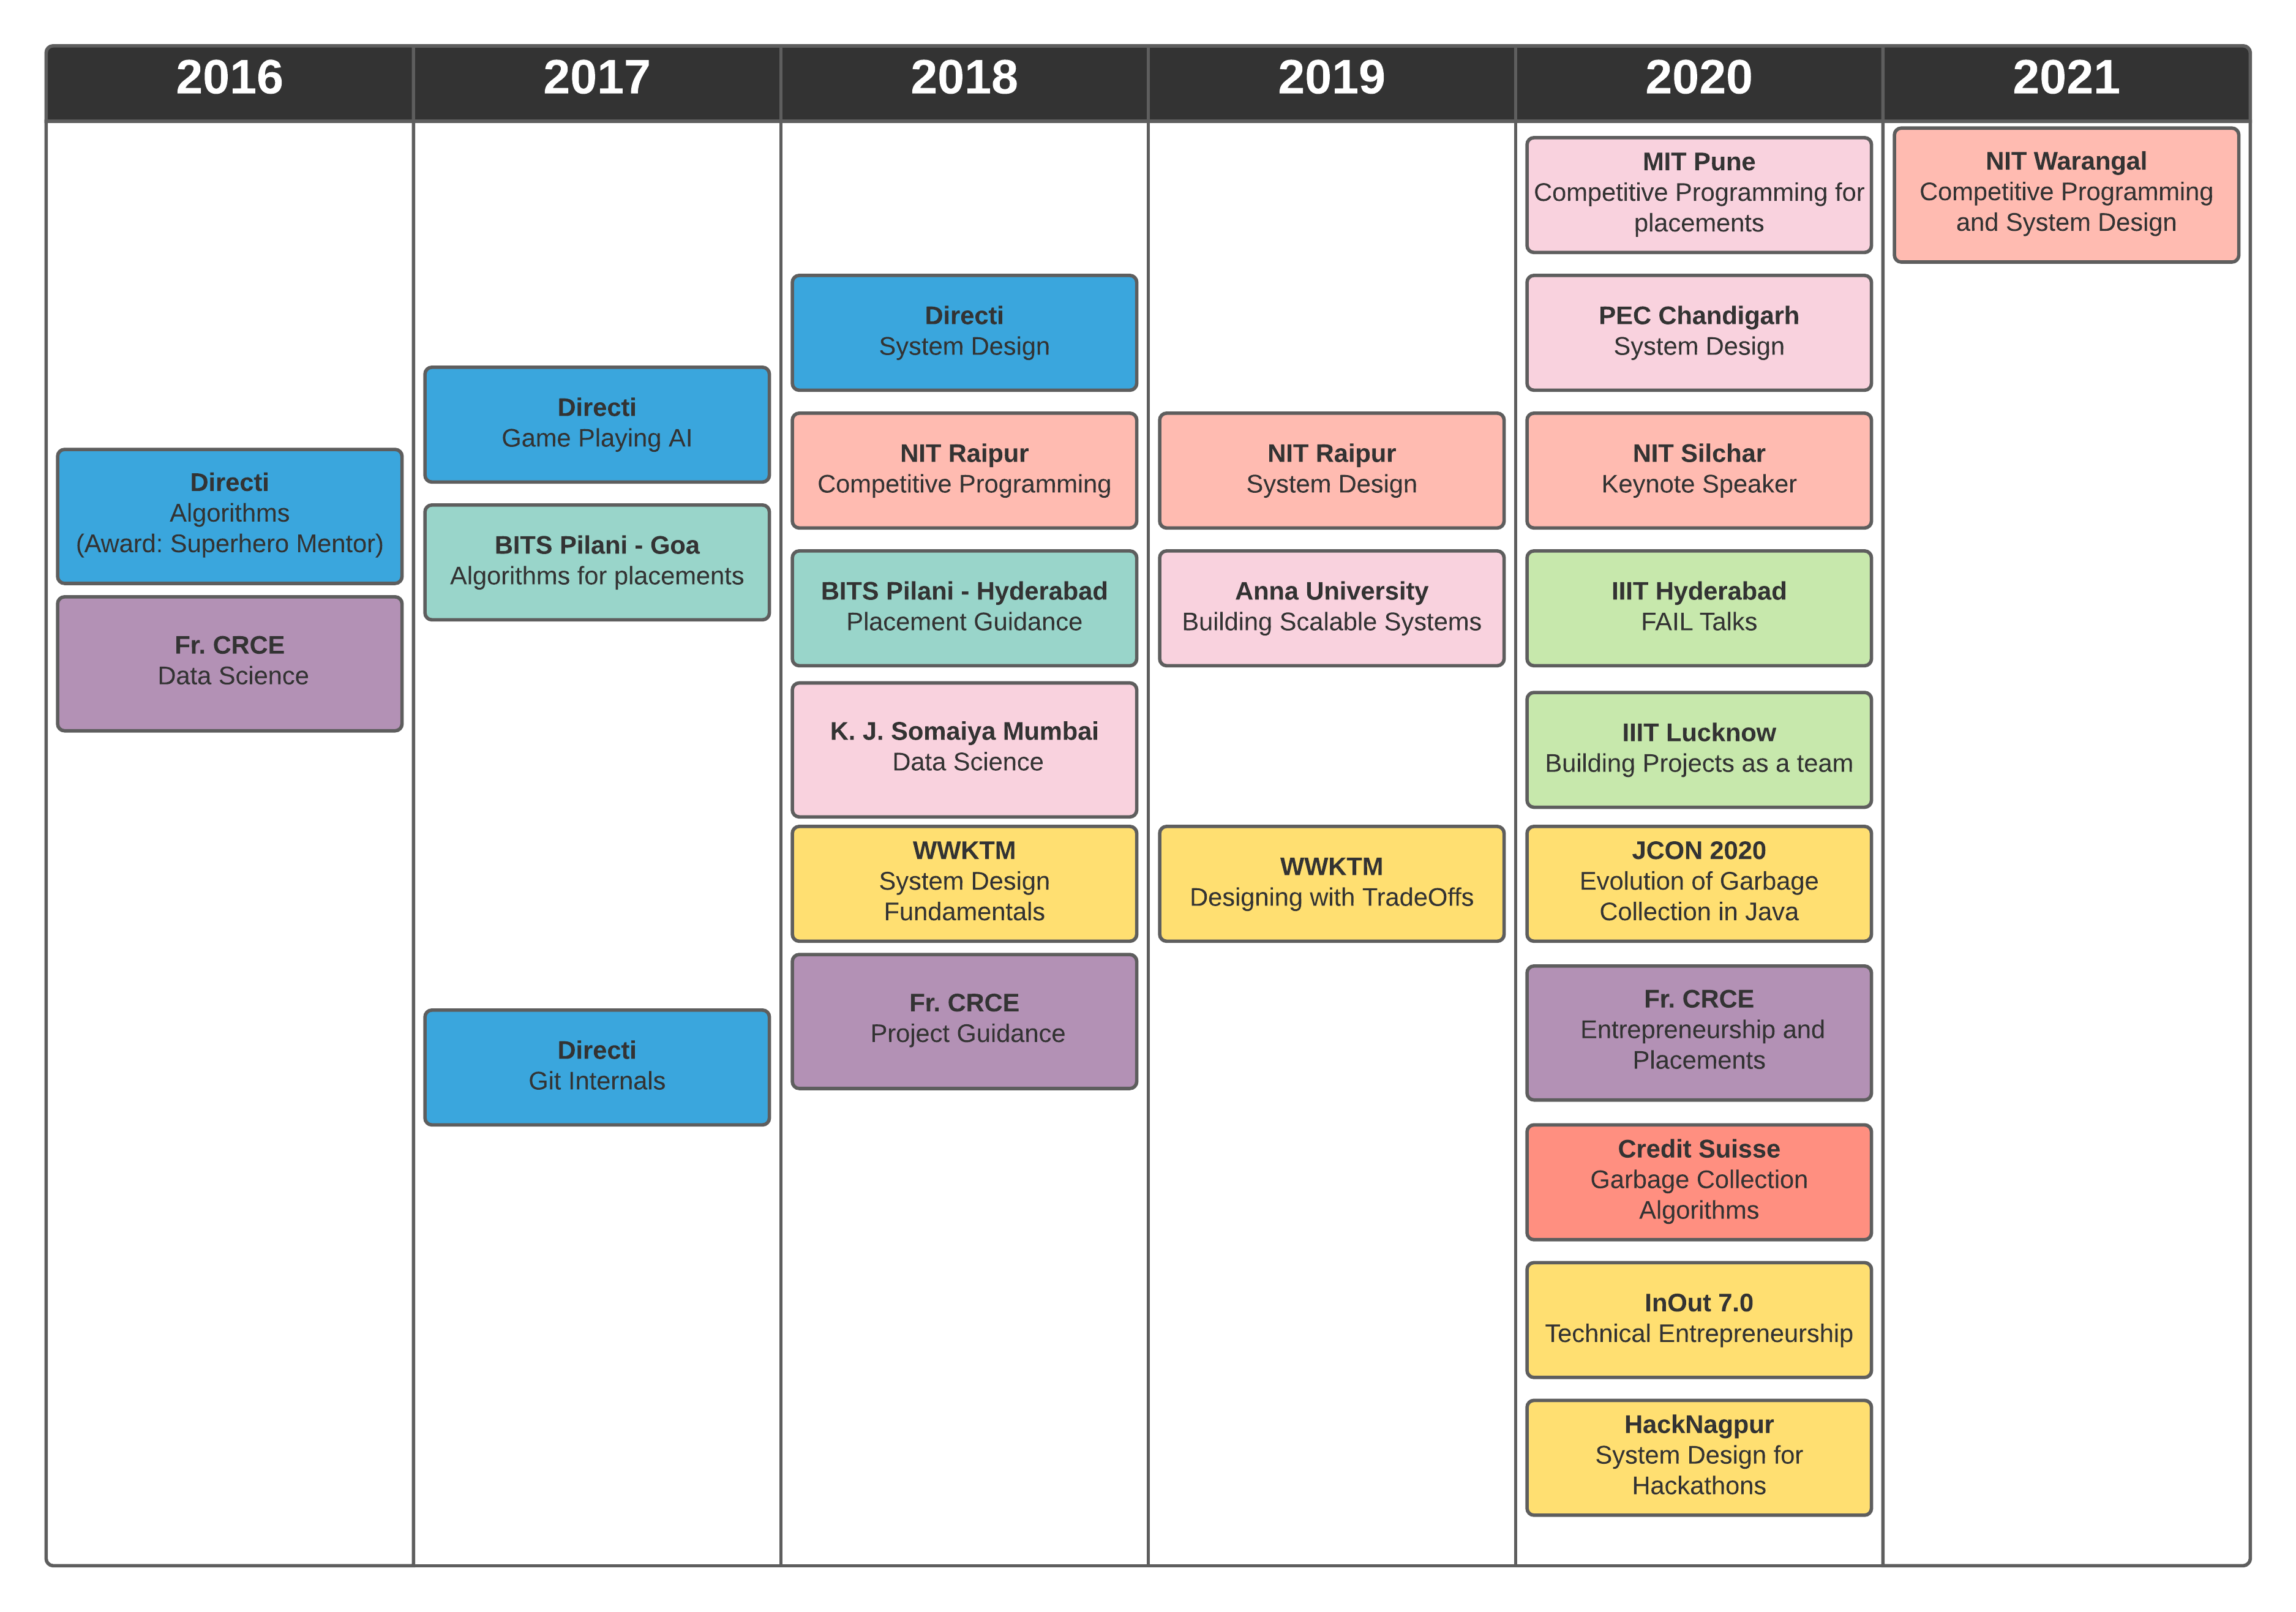 2016
2017
2018
2019
2020
2021
Directi
Algorithms
(Award: Superhero Mentor)
Fr. CRCE
Data Science
Directi
Game Playing AI
BITS Pilani - Goa
Algorithms for placements
Directi
Git Internals
Directi
System Design
NIT Raipur
Competitive Programming
BITS Pilani - Hyderabad
Placement Guidance
K. J. Somaiya Mumbai
Data Science
WWKTM
System Design
Fundamentals
Fr. CRCE
Project Guidance
NIT Raipur
System Design
Anna University
Building Scalable Systems
WWKTM
Designing with TradeOffs
MIT Pune
Competitive Programming for
placements
PEC Chandigarh
System Design
NIT Silchar
Keynote Speaker
IIIT Hyderabad
FAIL Talks
IIIT Lucknow
Building Projects as a team
JCON 2020
Evolution of Garbage
Collection in Java
Fr. CRCE
Entrepreneurship and
Placements
Credit Suisse
Garbage Collection
Algorithms
InOut 7.0
Technical Entrepreneurship
HackNagpur
System Design for
Hackathons
NIT Warangal
Competitive Programming
and System Design